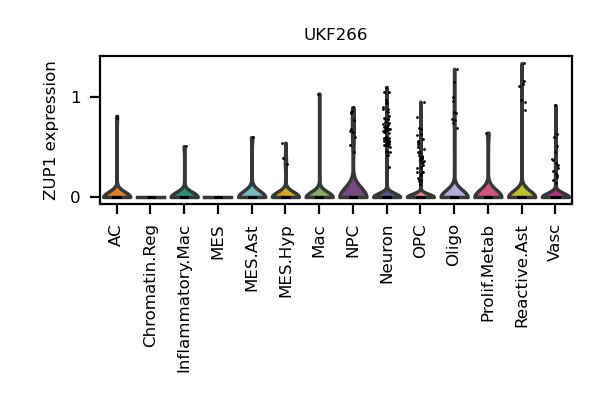 UKF266
ZUP1 expression
1
0
AC
Chromatin.Reg
Inflammatory.Mac
MES
MES.Ast
MES.Hyp
Mac
NPC
Neuron
OPC
Oligo
Prolif.Metab
Reactive.Ast
Vasc